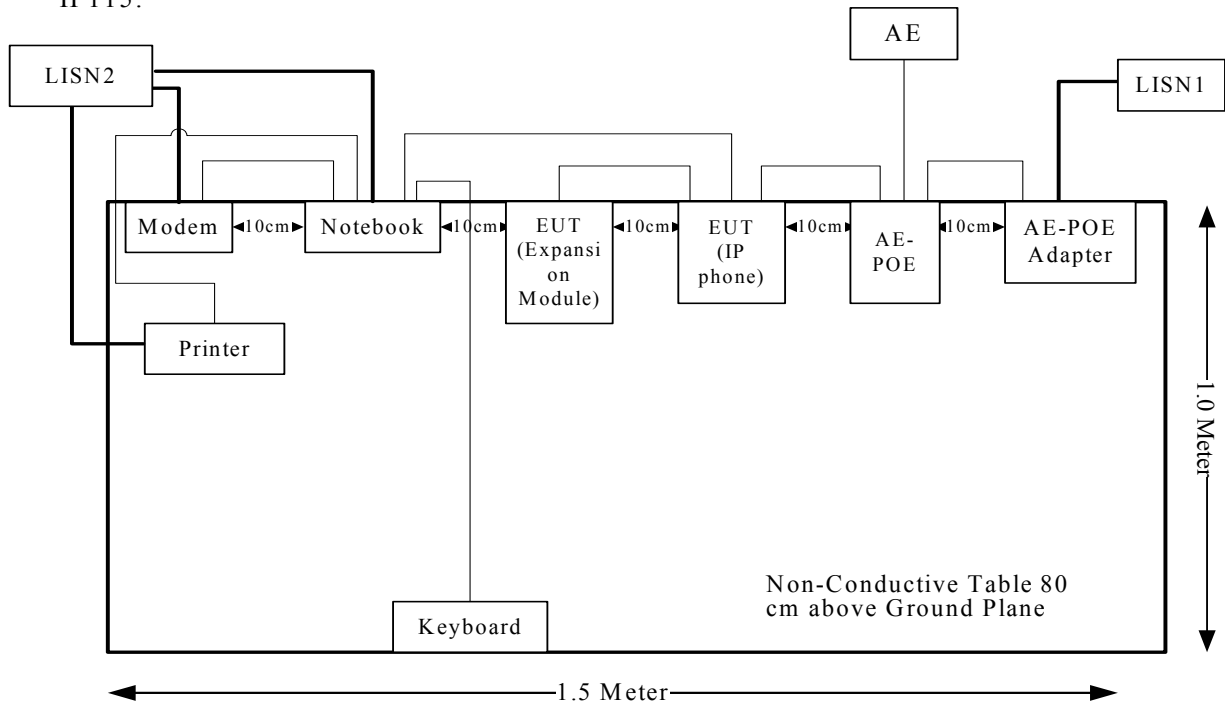 IP115:
AE
LISN2
LISN1
Modem
10cm
Notebook
10cm
EUT
(Expansi
on
Module)
10cm
EUT
(IP
phone)
10cm
AE-
POE
10cm
AE-POE
Adapter
Printer
1.0 Meter
Non-Conductive Table 80
cm above Ground Plane
Keyboard
1.5 Meter